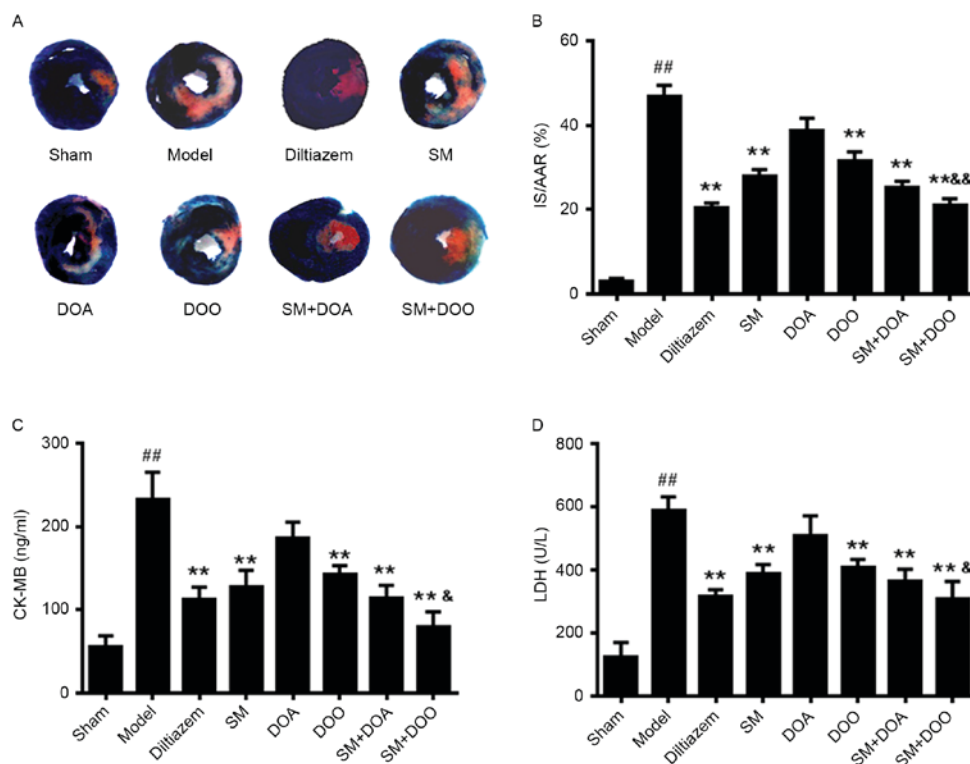 A
Sham Model Diltiazem SM
DOA DOO SM+DOA SM+DOO
B
IS/AAR (%)
60
40
20
0
##
**
**
**
**
**&&
Sham Model Diltiazem SM DOA DOO SM+DOA SM+DOO
C
CK-MB (ng/ml)
300
200
100
0
##
**
**
**
**
** &
Sham Model Diltiazem SM DOA DOO SM+DOA SM+DOO
D
LDH (U/L)
800
600
400
200
0
##
**
**
**
**
** &
Sham Model Diltiazem SM DOA DOO SM+DOA SM+DOO